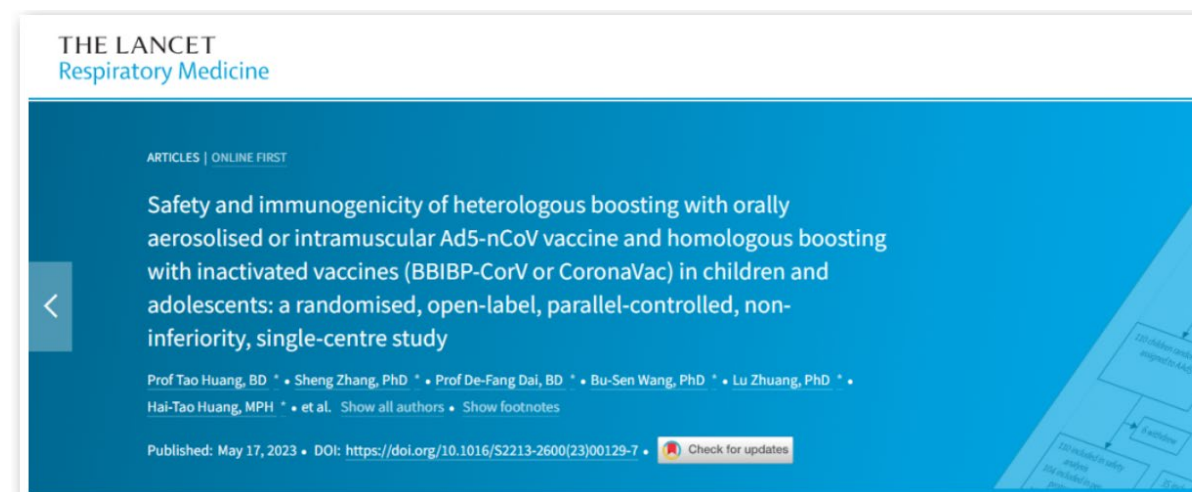 THE LANCET
Respiratory Medicine
ARTICLES | ONLINE FIRST
Safety and immunogenicity of heterologous boosting with orally
aerosolised or intramuscular Ad5-nCoV vaccine and homologous boosting
with inactivated vaccines (BBIBP-CorV or CoronaVac) in children and
adolescents: a randomised, open-label, parallel-controlled, non-
inferiority, single-centre study
Prof Tao Huang, BD * • Sheng Zhang, PhD * • Prof De-Fang Dai, BD * • Bu-Sen Wang, PhD * • Lu Zhuang, PhD * •
Hai-Tao Huang, MPH * • et al. Show all authors • Show footnotes
Published: May 17, 2023 • DOI: https://doi.org/10.1016/S2213-2600(23)00129-7 • Check for updates